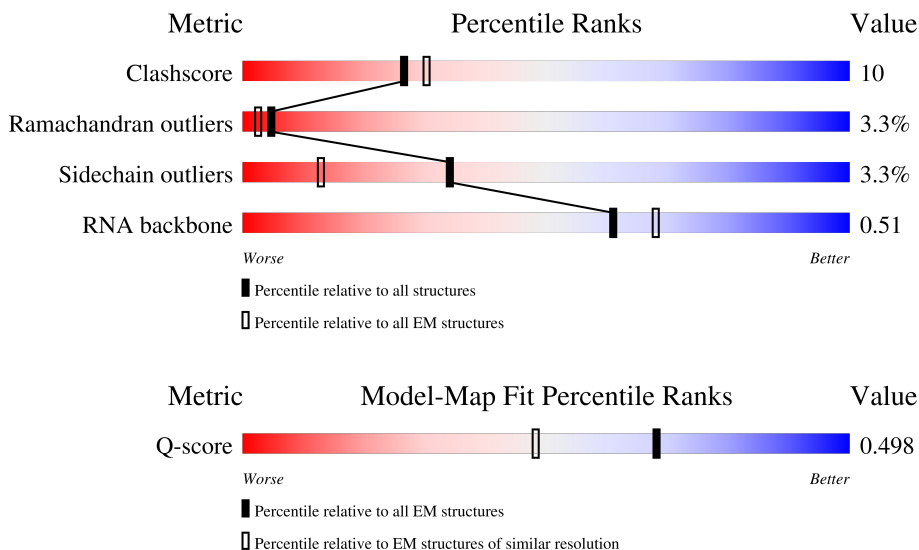 Metric Percentile Ranks Value
Clashscore 10
Ramachandran outliers 3.3%
Sidechain outliers 3.3%
RNA backbone 0.51
Worse Better
Percentile relative to all structures
Percentile relative to all EM structures
Metric Model-Map Fit Percentile Ranks Value
Q-score 0.498
Worse Better
Percentile relative to all EM structures
Percentile relative to EM structures of similar resolution